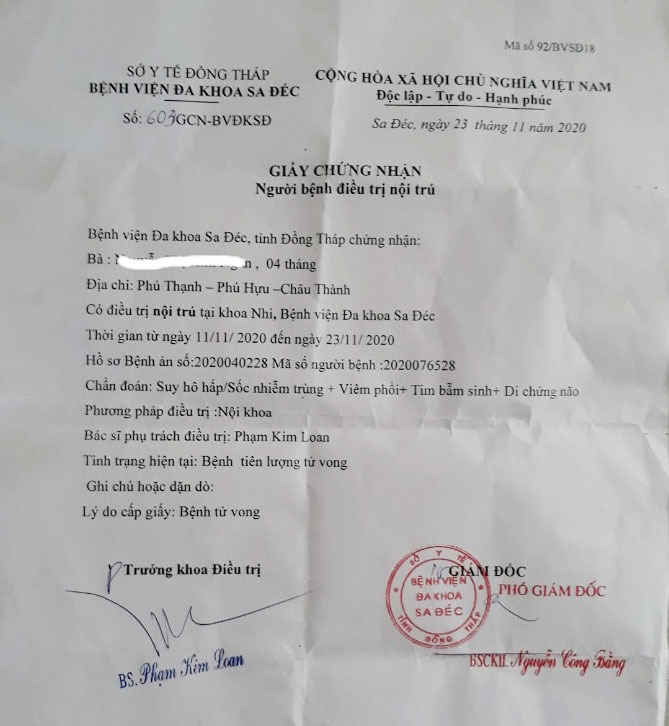 Mã số 92/BVSD18
SỞ Y TẾ ĐỒNG THÁP
BỆNH VIỆN ĐA KHOA SA ĐÉC
Số: 603GCN-BVĐKSĐ
CỘNG HÒA XÃ HỘI CHỦ NGHĨA VIỆT NAM
Độc lập - Tự do - Hạnh phúc
Sa Đéc, ngày 23 tháng 11 năm 2020
GIẤY CHỨNG NHẬN
Người bệnh điều trị nội trú
Bệnh viện Đa khoa Sa Đéc, tỉnh Đồng Tháp chứng nhận:
Bà : , 04 tháng
Địa chỉ: Phú Thạnh – Phú Hựu –Châu Thành
Có điều trị nội trú tại khoa Nhi, Bệnh viện Đa khoa Sa Đéc
Thời gian từ ngày 11/11/ 2020 đến ngày 23/11/ 2020
Hồ sơ Bệnh án số:2020040228 Mã số người bệnh :2020076528
Chẩn đoán: Suy hô hấp/Sốc nhiễm trùng + Viêm phổi+ Tim bẩm sinh+ Di chứng não
Phương pháp điều trị :Nội khoa
Bác sĩ phụ trách điều trị: Phạm Kim Loan
Tình trạng hiện tại: Bệnh tiên lượng tử vong
Ghi chú hoặc dặn dò:
Lý do cấp giấy: Bệnh tử vong
Trưởng khoa Điều trị
BS. Phạm Kim Loan
GIÁM ĐỐC
PHÓ GIÁM ĐỐC
SỞ Y TẾ
BỆNH VIỆN
ĐA KHOA
SA ĐÉC
TỈNH ĐỒNG THÁP
BSCKII. Nguyễn Công Bằng